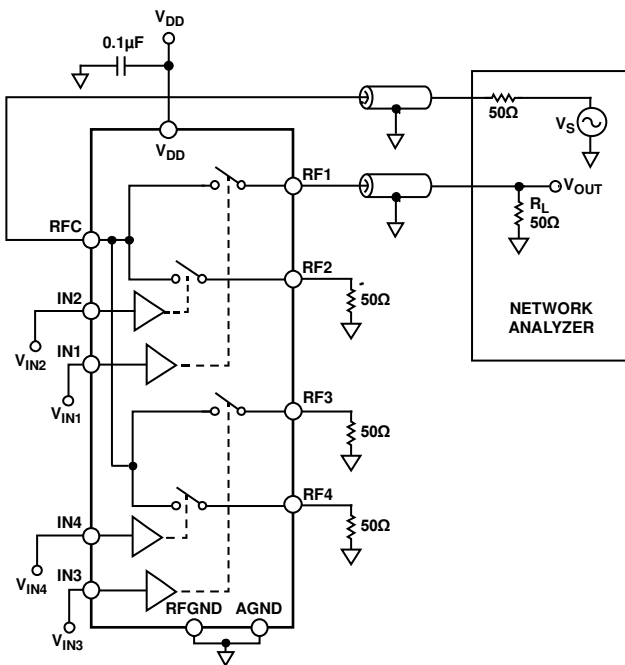 VDD
0.1µF
VDD
50Ω
VS
RF1
VOUT
RL
50Ω
RFC
RF2
50Ω
NETWORK
ANALYZER
IN2
VIN2
IN1
VIN1
RF3
50Ω
RF4
50Ω
IN4
VIN4
IN3
VIN3
RFGND AGND